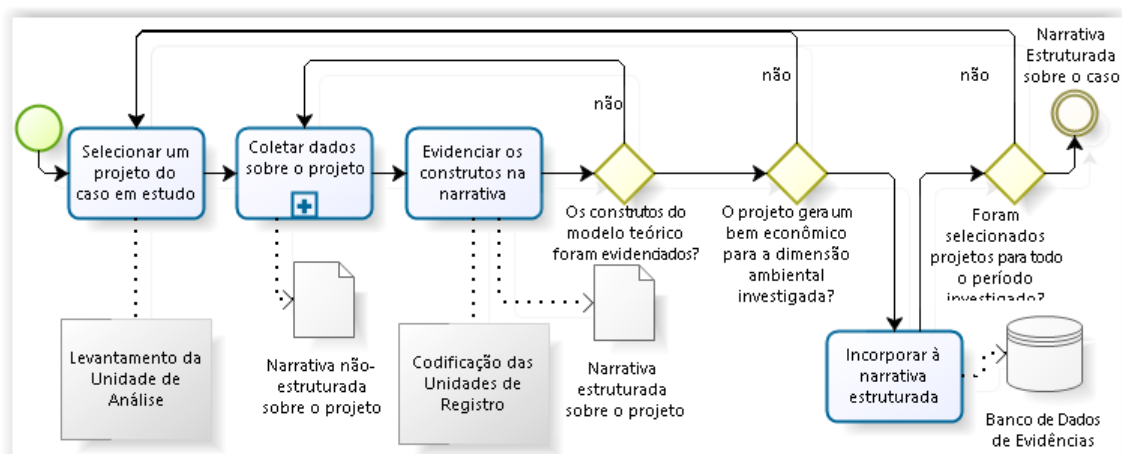 Narrativa
Estruturada
sobre o caso
não
não
não
Selecionar um
projeto do
caso em estudo
Coletar dados
sobre o projeto
Evidenciar os
construtos na
narrativa
Os construtos do
modelo teórico
foram evidenciados?
O projeto gera um
bem econômico
para a dimensão
ambiental
investigada?
Foram
selecionados
projetos para todo
o período
investigado?
Levantamento da
Unidade de
Análise
Narrativa não-
estruturada
sobre o projeto
Codificação das
Unidades de
Registro
Narrativa
estruturada
sobre o projeto
Incorporar à
narrativa
estruturada
Banco de Dados
de Evidências